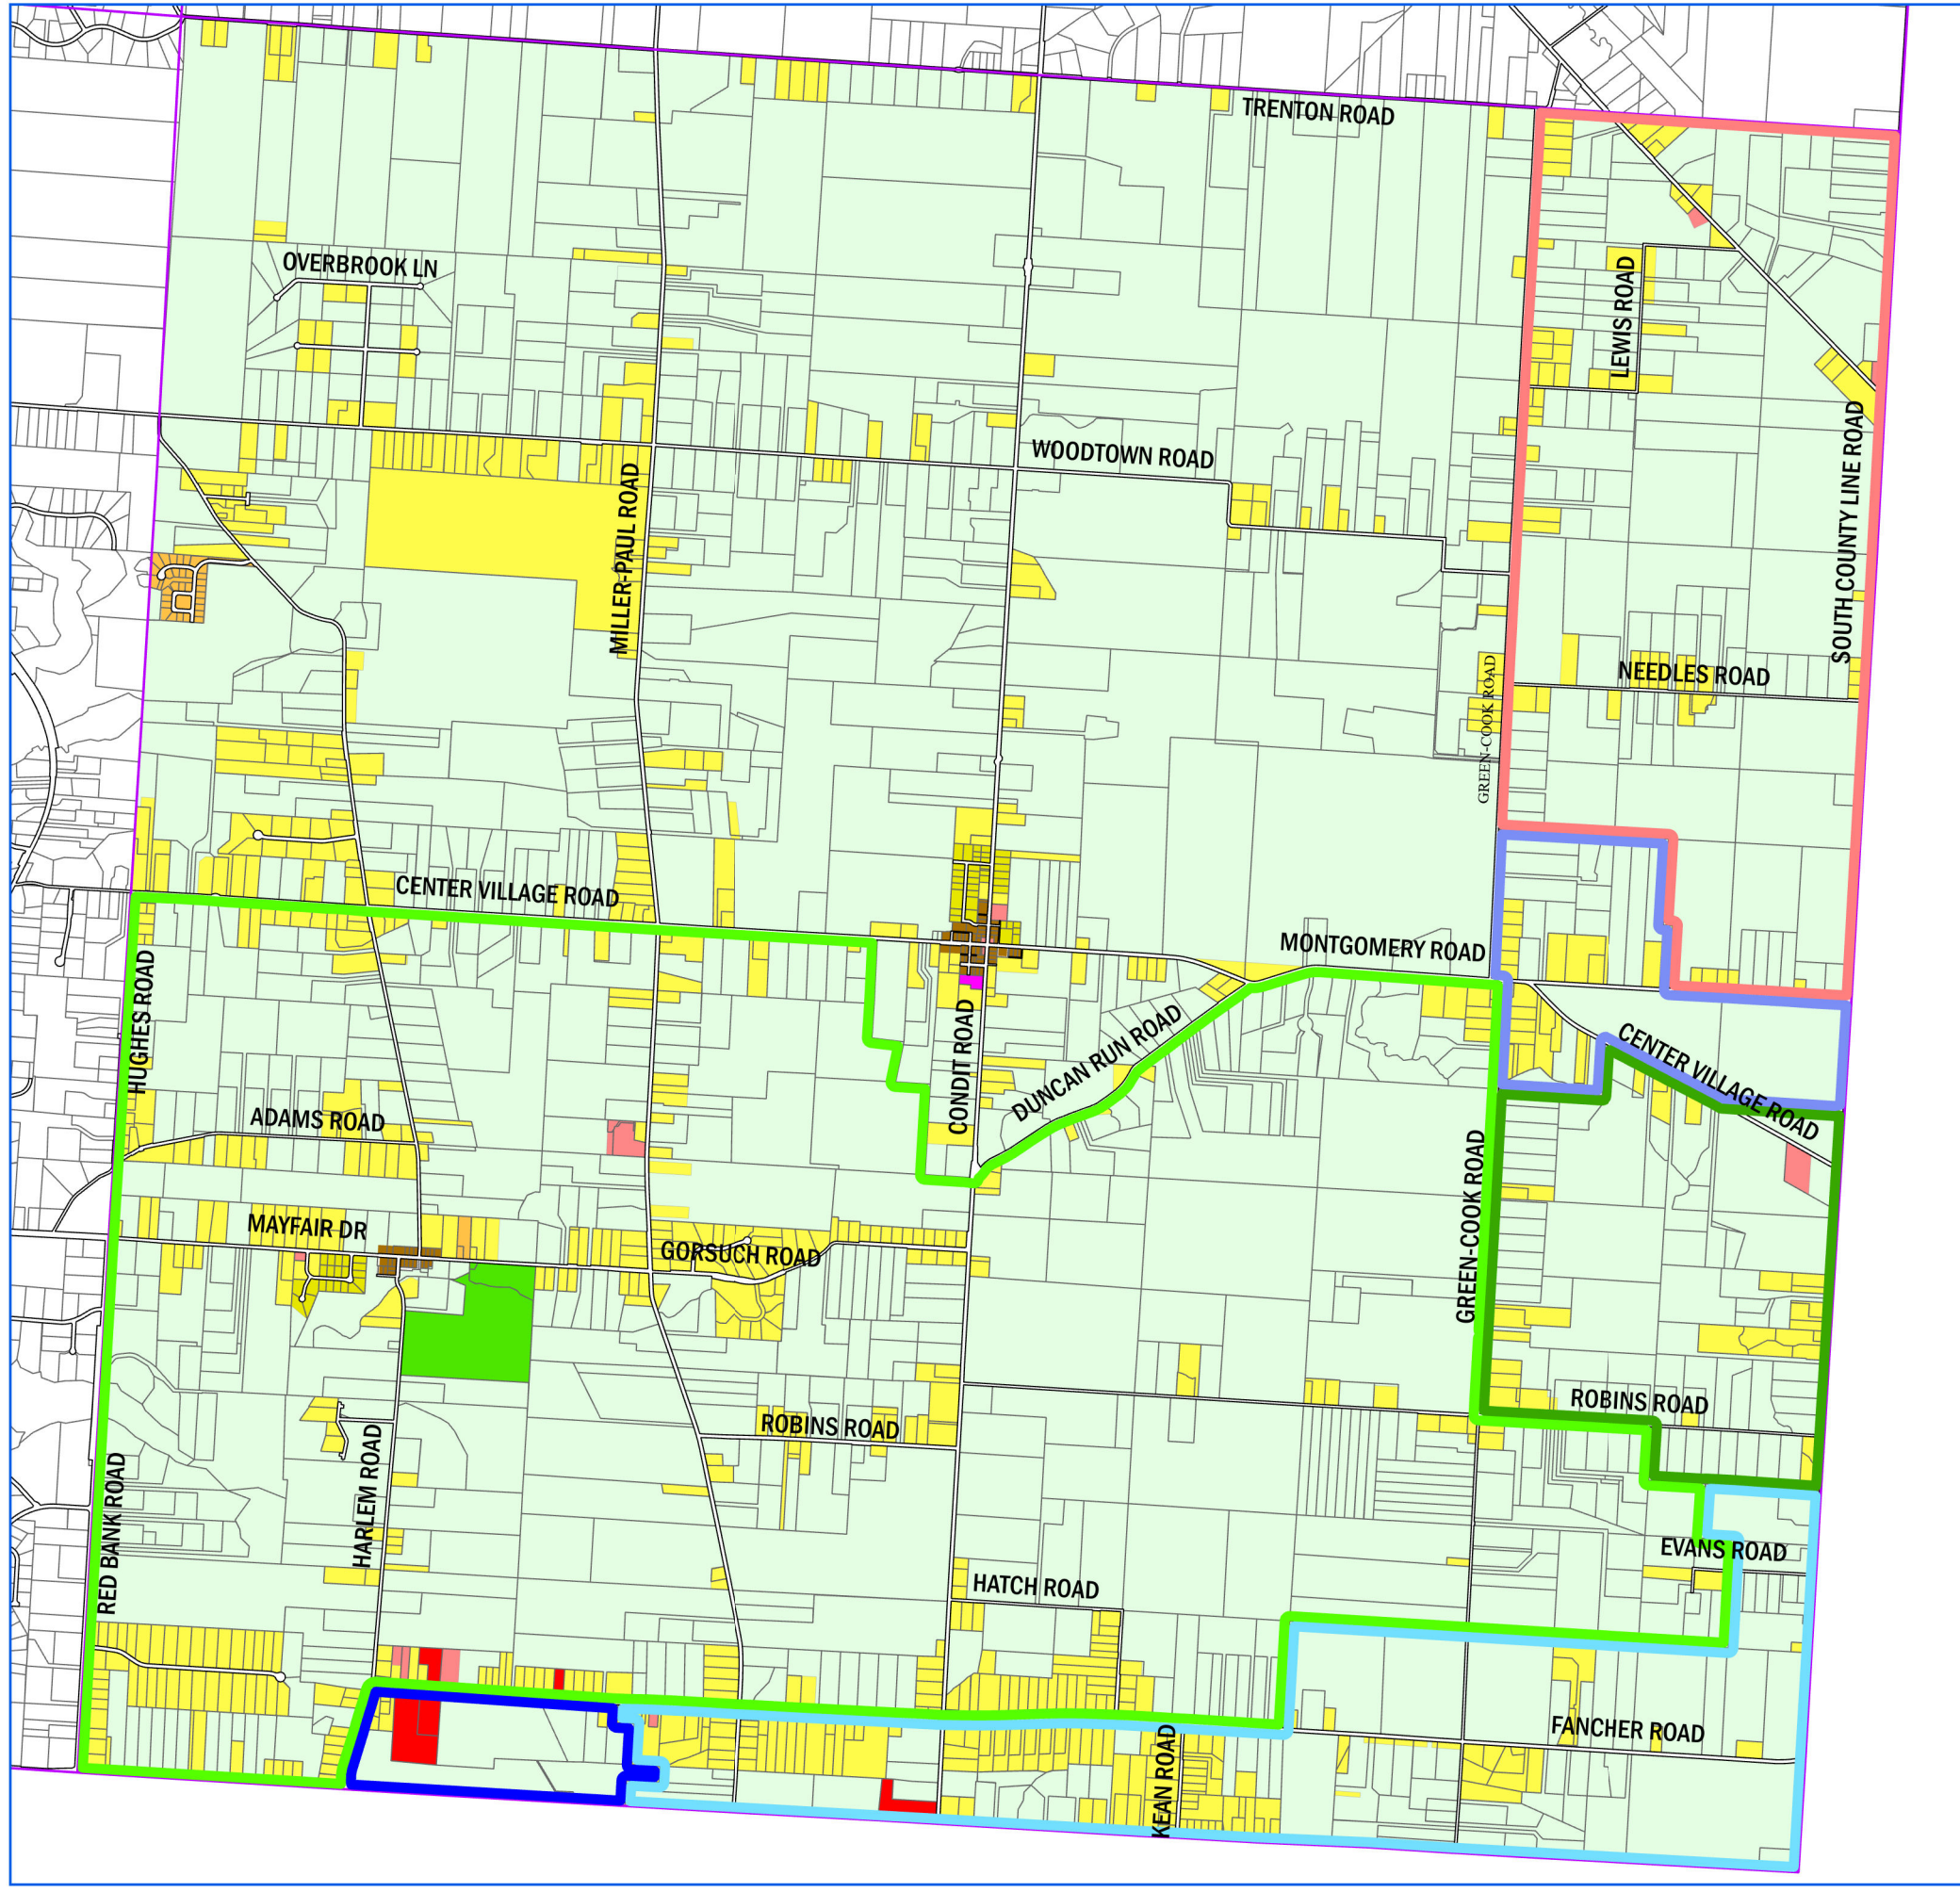 TRENTON ROAD
OVERBROOK LN
LEWIS ROAD
WOODTOWN ROAD
SOUTH COUNTY LINE ROAD
MILLER-PAUL ROAD
NEEDLES ROAD
GREEN-COOK ROAD
CENTER VILLAGE ROAD
MONTGOMERY ROAD
HUGHES ROAD
CONDIT ROAD
DUNCAN RUN ROAD
CENTER VILLAGE ROAD
ADAMS ROAD
GREEN-COOK ROAD
MAYFAIR DR
GORSUCH ROAD
ROBINS ROAD
ROBINS ROAD
HARLEM ROAD
RED BANK ROAD
EVANS ROAD
HATCH ROAD
FANCHER ROAD
KEAN ROAD